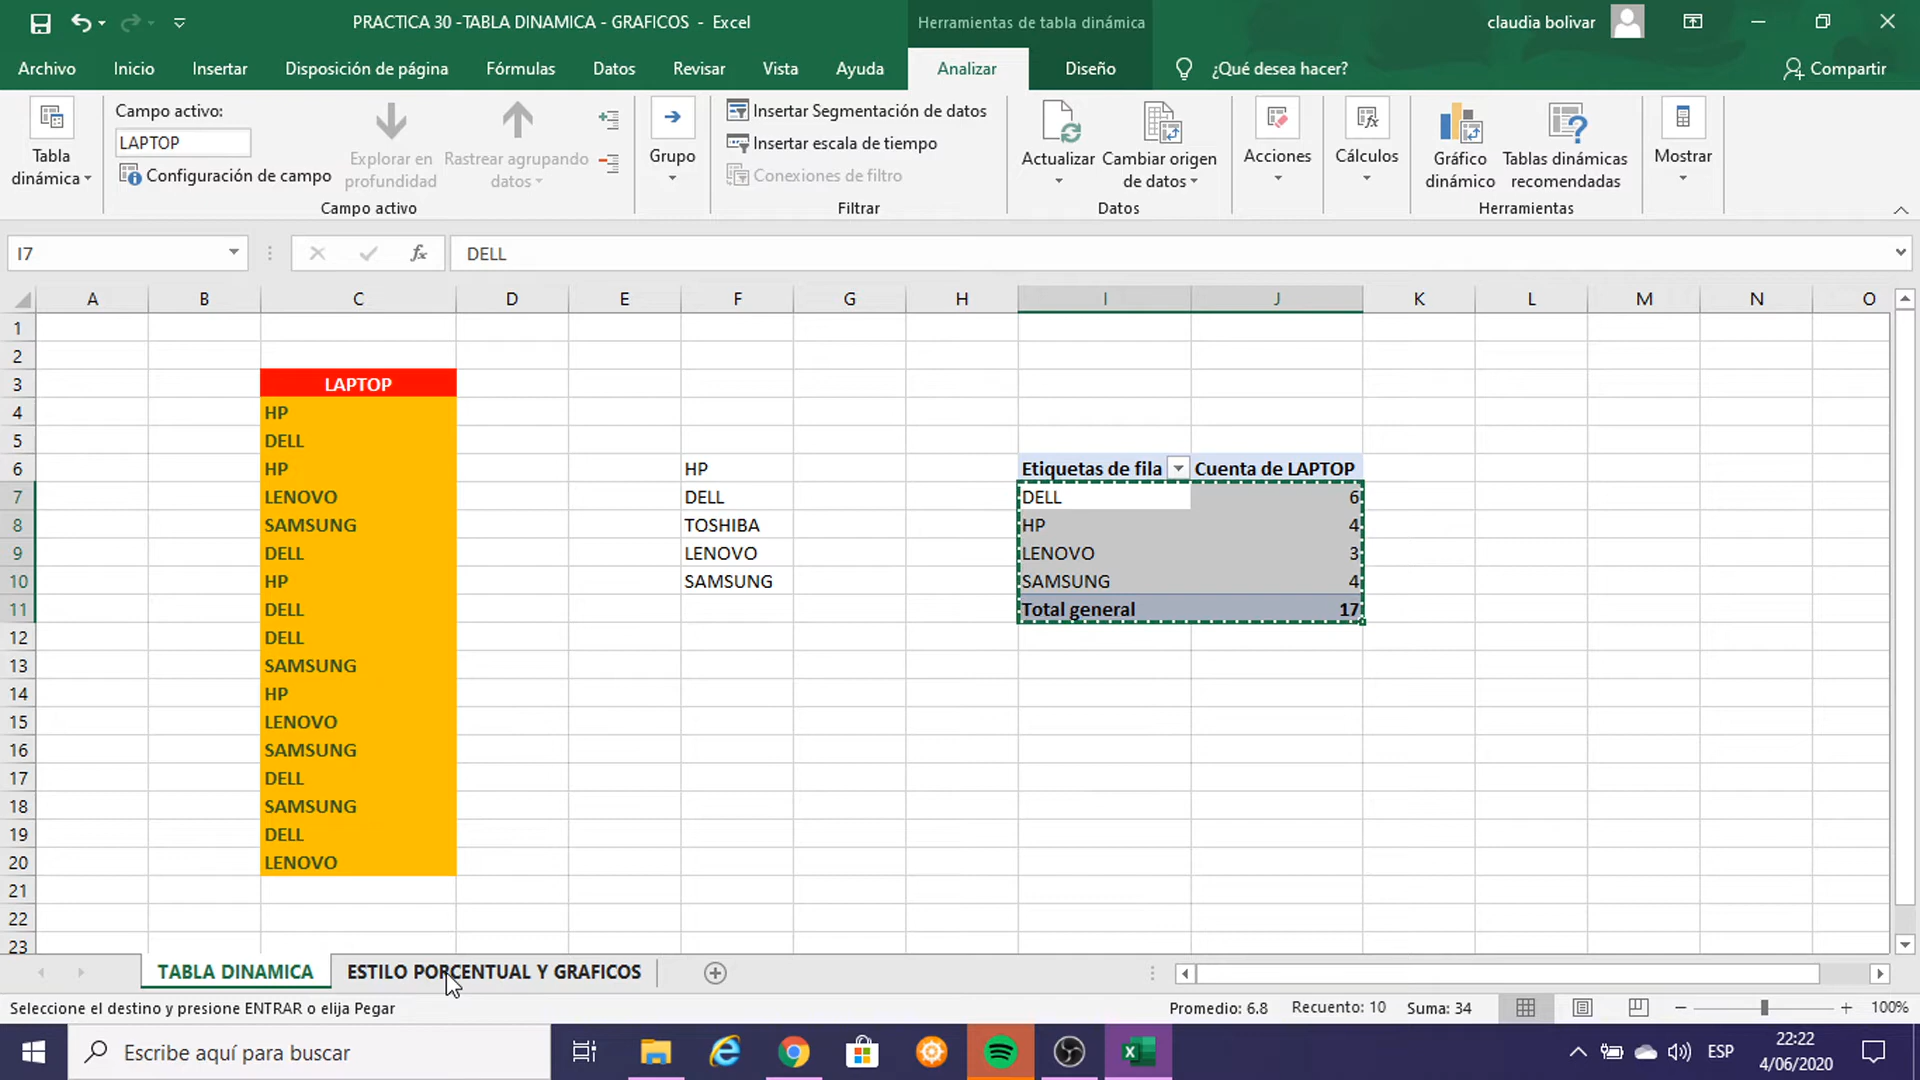 PRACTICA 30 -TABLA DINAMICA - GRAFICOS - Excel
Herramientas de tabla dinámica
claudia bolivar
Archivo Inicio Insertar Disposición de página Fórmulas Datos Revisar Vista Ayuda Analizar Diseño ¿Qué desea hacer? Compartir
Tabla dinámica
Campo activo:
LAPTOP
Configuración de campo
Explorar en profundidad
Rastrear agrupando datos
Campo activo
Grupo
Insertar Segmentación de datos
Insertar escala de tiempo
Conexiones de filtro
Filtrar
Actualizar
Cambiar origen de datos
Datos
Acciones
Cálculos
Gráfico dinámico
Tablas dinámicas recomendadas
Herramientas
Mostrar
I7 fx DELL
A B C D E F G H I J K L M N O
1
2
3 LAPTOP
4 HP
5 DELL
6 HP HP Etiquetas de fila Cuenta de LAPTOP
7 LENOVO DELL DELL 6
8 SAMSUNG TOSHIBA HP 4
9 DELL LENOVO LENOVO 3
10 HP SAMSUNG SAMSUNG 4
11 DELL Total general 17
12 DELL
13 SAMSUNG
14 HP
15 LENOVO
16 SAMSUNG
17 DELL
18 SAMSUNG
19 DELL
20 LENOVO
21
22
23
TABLA DINAMICA ESTILO PORCENTUAL Y GRAFICOS
Seleccione el destino y presione ENTRAR o elija Pegar Promedio: 6.8 Recuento: 10 Suma: 34 100%
Escribe aquí para buscar
ESP
22:22
4/06/2020